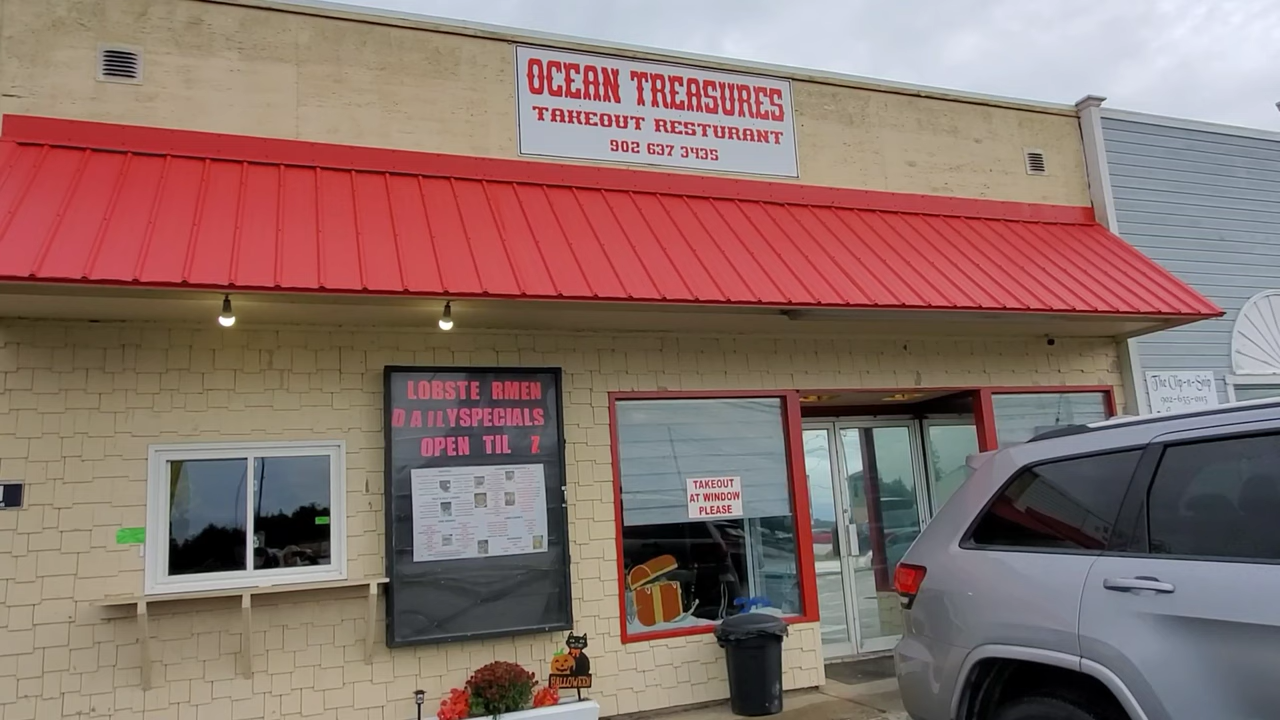 OCEAN TREASURES
TAKEOUT RESTURANT
902 637 3435
LOBSTE RMEN
DAILYSPECIALS
OPEN TIL 7
TAKEOUT
AT WINDOW
PLEASE
The Clip-n-Snip
HALLOWEEN